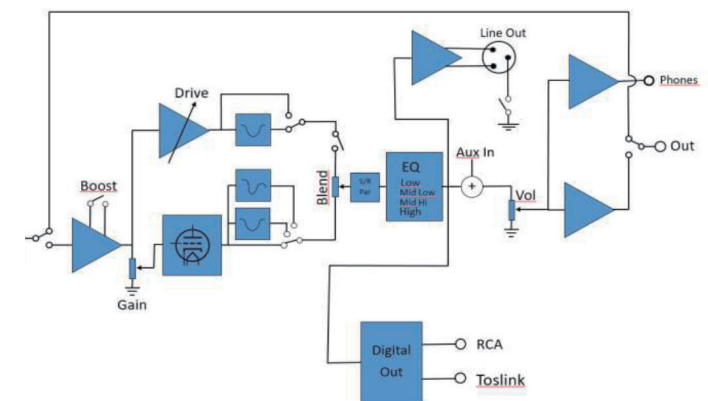 Line Out
Phones
Drive
Out
Aux In
EQ
Low
Mid Low
Mid Hi
High
S/R
Par
Boost
Blend
Vol
Gain
Digital
Out
RCA
Toslink